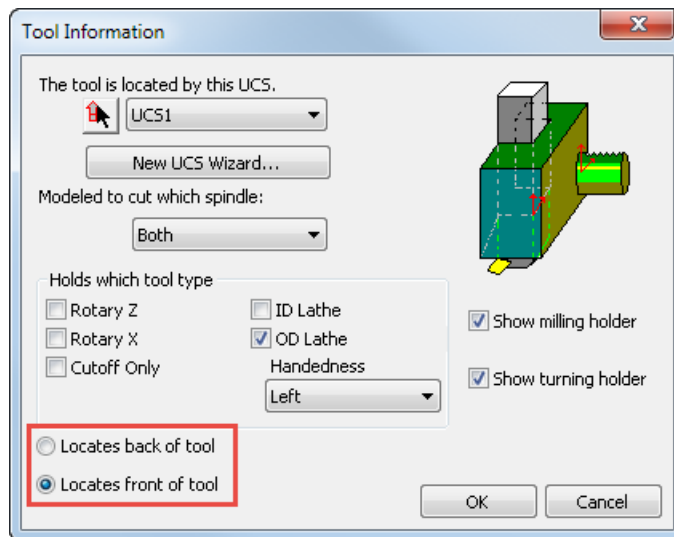 Tool Information
The tool is located by this UCS.
UCS1
New UCS Wizard...
Modeled to cut which spindle:
Both
Holds which tool type
Rotary Z
ID Lathe
Rotary X
OD Lathe
Cutoff Only
Handedness
Left
Show milling holder
Show turning holder
Locates back of tool
Locates front of tool
OK
Cancel